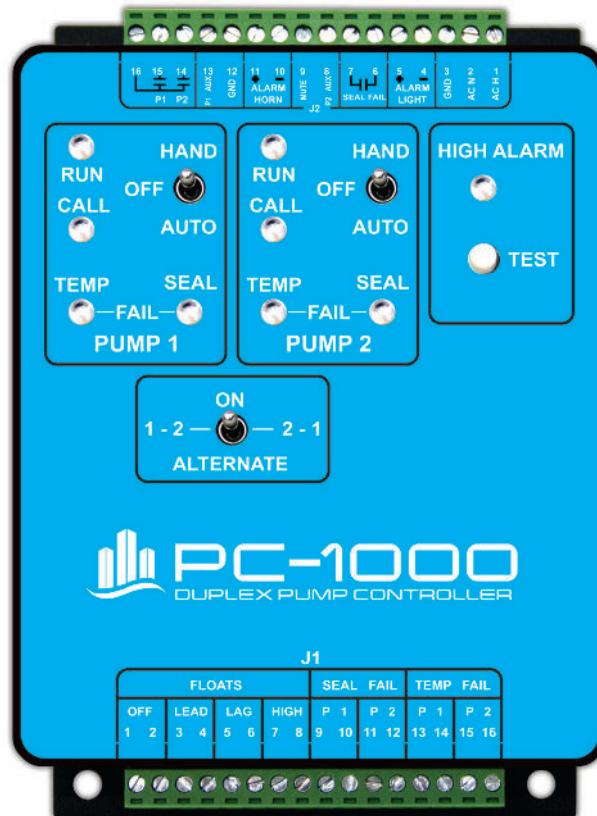 16 15 14 13 12 11 10 9 8 7 6 5 4 3 2 1
P1 P2 P1 AUX GND + - ALARM HORN MUTE P2 AUX SEAL FAIL + - ALARM LIGHT GND AC N AC H
J2
RUN
HAND
OFF
CALL
AUTO
TEMP
SEAL
FAIL
PUMP 1
RUN
HAND
OFF
CALL
AUTO
TEMP
SEAL
FAIL
PUMP 2
HIGH ALARM
TEST
ON
1 - 2
2 - 1
ALTERNATE
PC-1000
DUPLEX PUMP CONTROLLER
J1
FLOATS SEAL FAIL TEMP FAIL
OFF LEAD LAG HIGH P 1 P 2 P 1 P 2
1 2 3 4 5 6 7 8 9 10 11 12 13 14 15 16